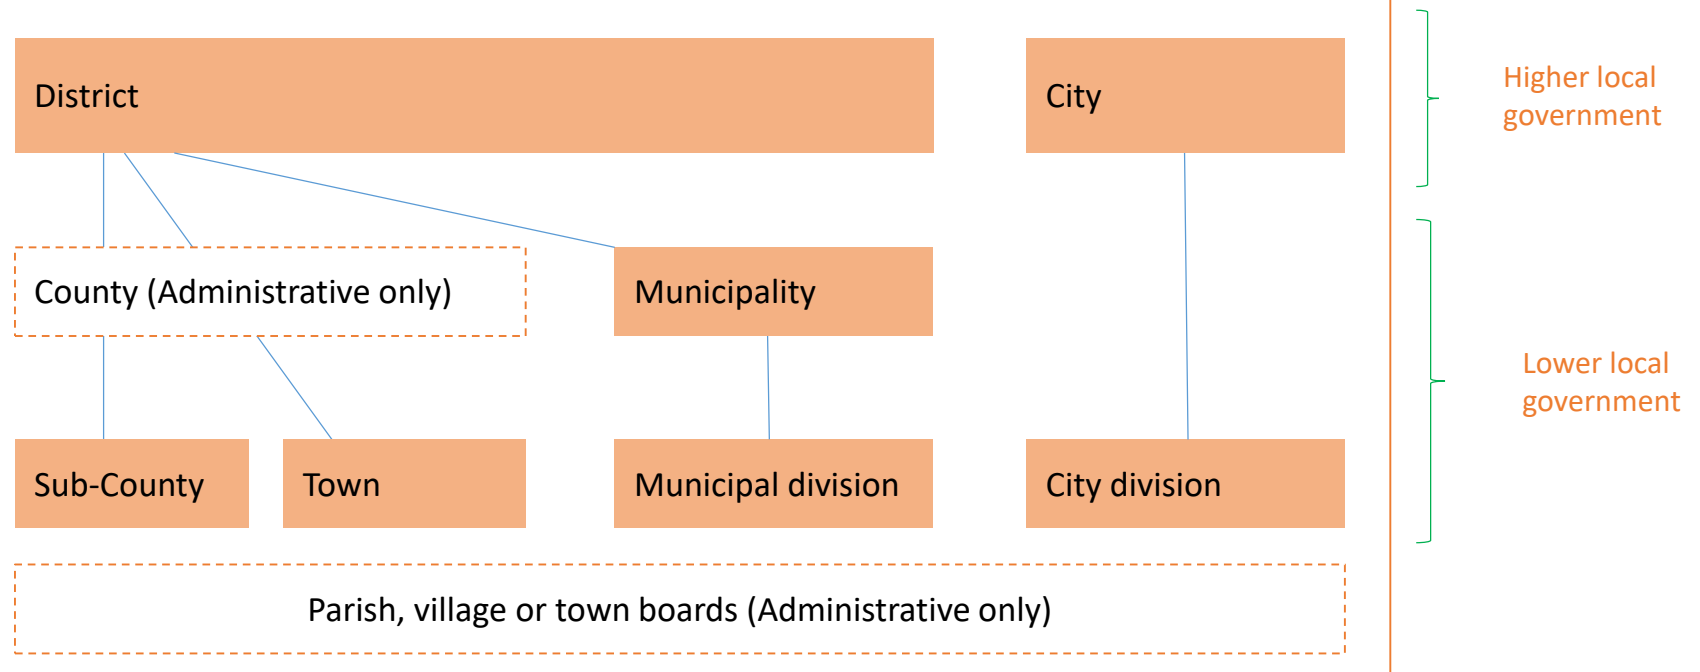 District
City
Higher local
government
County (Administrative only)
Municipality
Lower local
government
Sub-County
Town
Municipal division
City division
Parish, village or town boards (Administrative only)